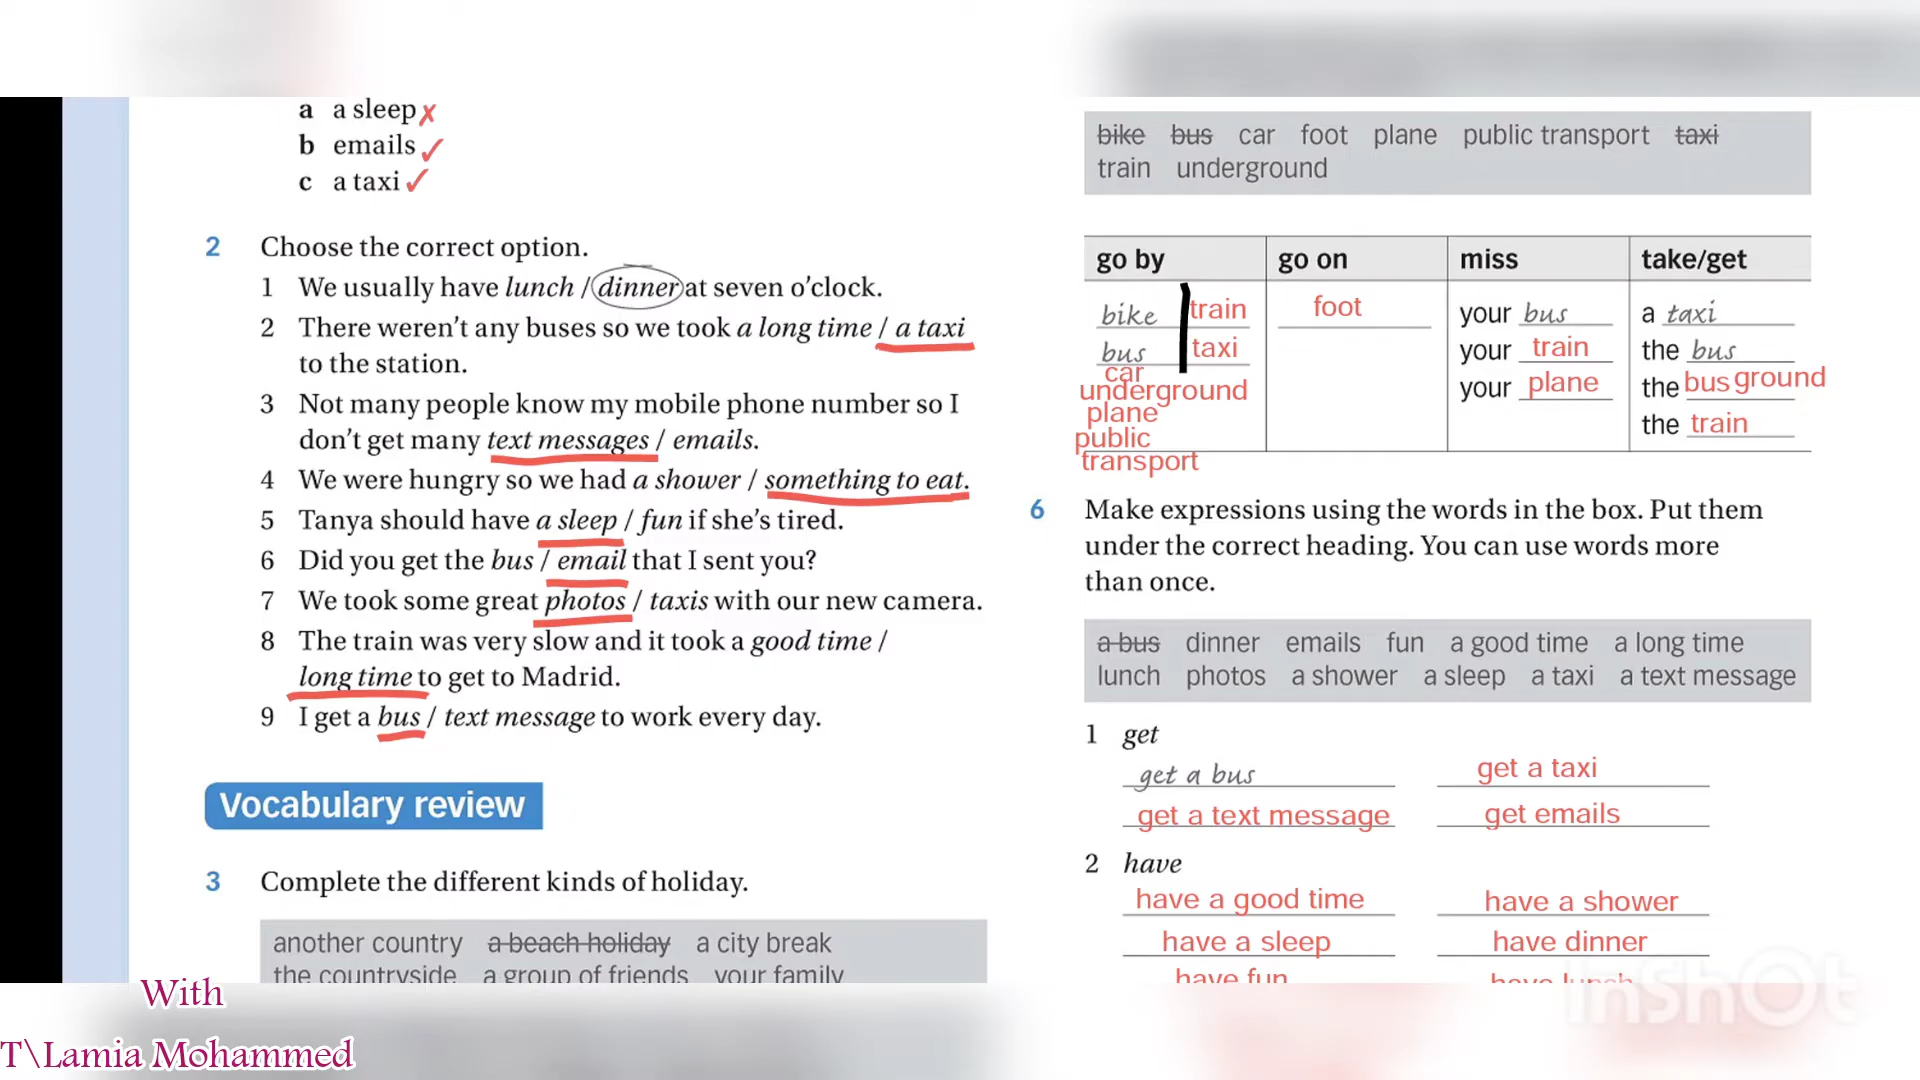 a a sleep ✗
b emails ✓
c a taxi ✓
2 Choose the correct option.
1 We usually have lunch / dinner at seven o'clock.
2 There weren't any buses so we took a long time / a taxi
to the station.
3 Not many people know my mobile phone number so I
don't get many text messages / emails.
4 We were hungry so we had a shower / something to eat.
5 Tanya should have a sleep / fun if she's tired.
6 Did you get the bus / email that I sent you?
7 We took some great photos / taxis with our new camera.
8 The train was very slow and it took a good time /
long time to get to Madrid.
9 I get a bus / text message to work every day.
Vocabulary review
3 Complete the different kinds of holiday.
another country a beach holiday a city break
the countryside a group of friends your family
bike bus car foot plane public transport taxi
train underground
go by go on miss take/get
bike train foot your bus a taxi
bus taxi your train the bus
car
underground your plane the bus ground
plane
public the train
transport
6 Make expressions using the words in the box. Put them
under the correct heading. You can use words more
than once.
a bus dinner emails fun a good time a long time
lunch photos a shower a sleep a taxi a text message
1 get
get a bus get a taxi
get a text message get emails
2 have
have a good time have a shower
have a sleep have dinner
have fun have lunch
InShOt
With
T\Lamia Mohammed